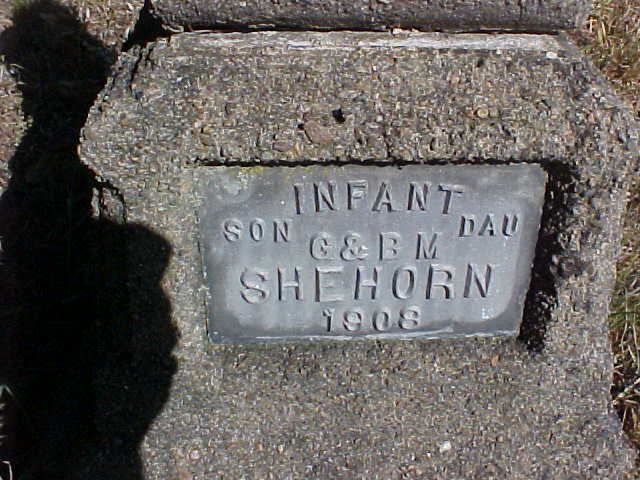 INFANT
SON DAU
G&BM
SHEHORN
1908